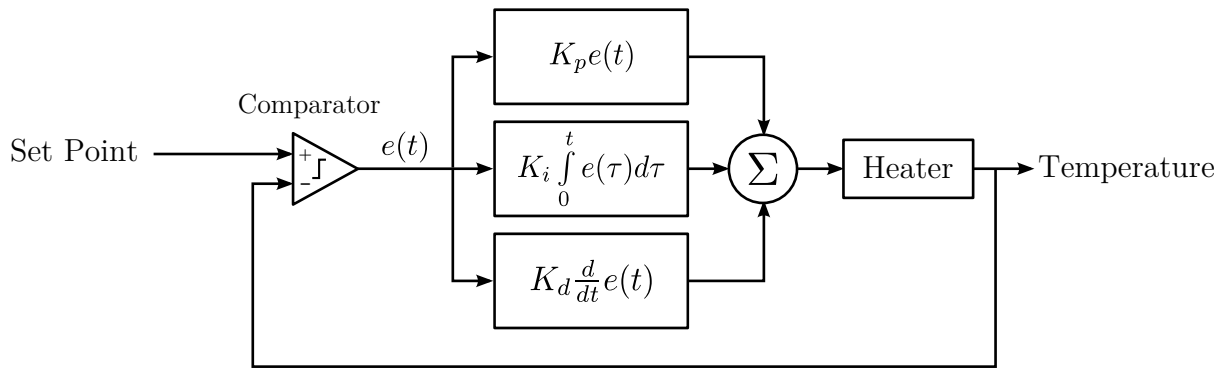 Comparator
Set Point
+
−
e(t)
K_p e(t)
K_i ∫_0^t e(τ)dτ
K_d d/dt e(t)
Σ
Heater
Temperature